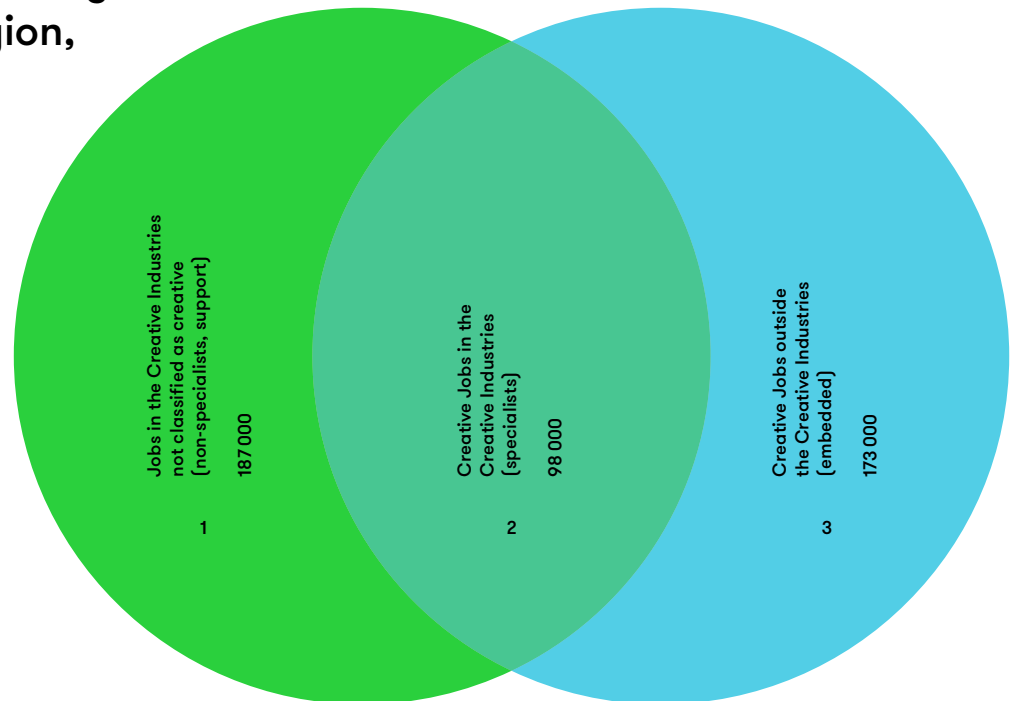 Jobs in the Creative Industries
not classified as creative
(non-specialists, support)
187 000
1
Creative Jobs in the
Creative Industries
(specialists)
98 000
2
Creative Jobs outside
the Creative Industries
(embedded)
173 000
3